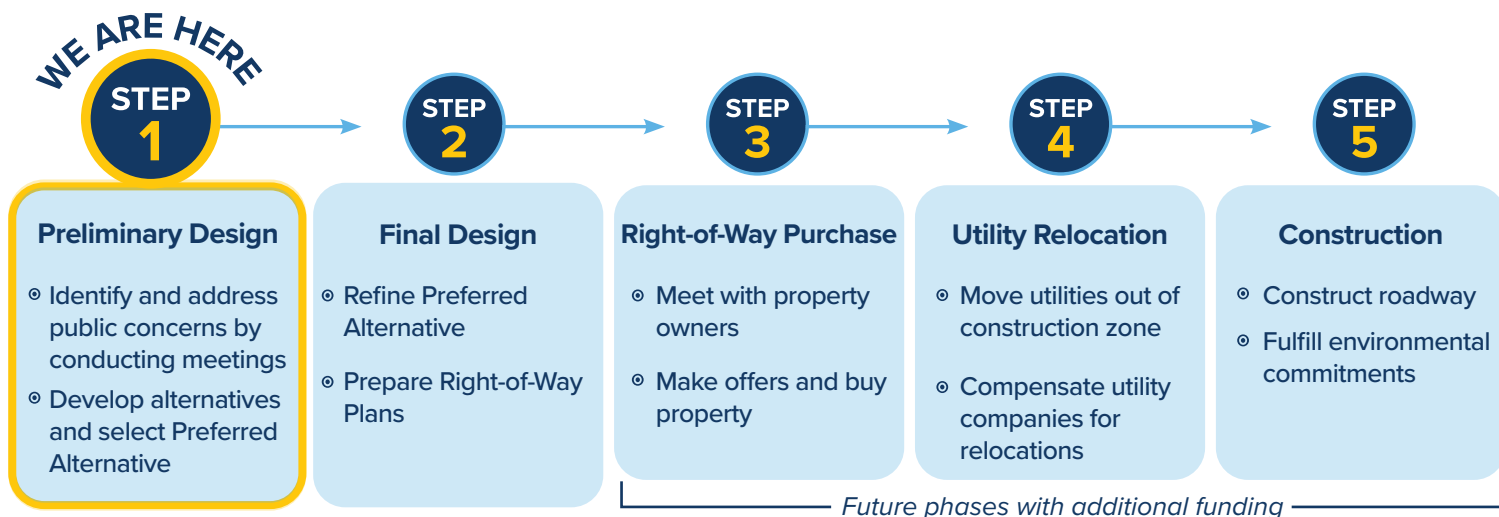 WE ARE HERE
STEP
1
STEP
2
STEP
3
STEP
4
STEP
5
Preliminary Design
Identify and address
public concerns by
conducting meetings
Develop alternatives
and select Preferred
Alternative
Final Design
Refine Preferred
Alternative
Prepare Right-of-Way
Plans
Right-of-Way Purchase
Meet with property
owners
Make offers and buy
property
Utility Relocation
Move utilities out of
construction zone
Compensate utility
companies for
relocations
Construction
Construct roadway
Fulfill environmental
commitments
Future phases with additional funding